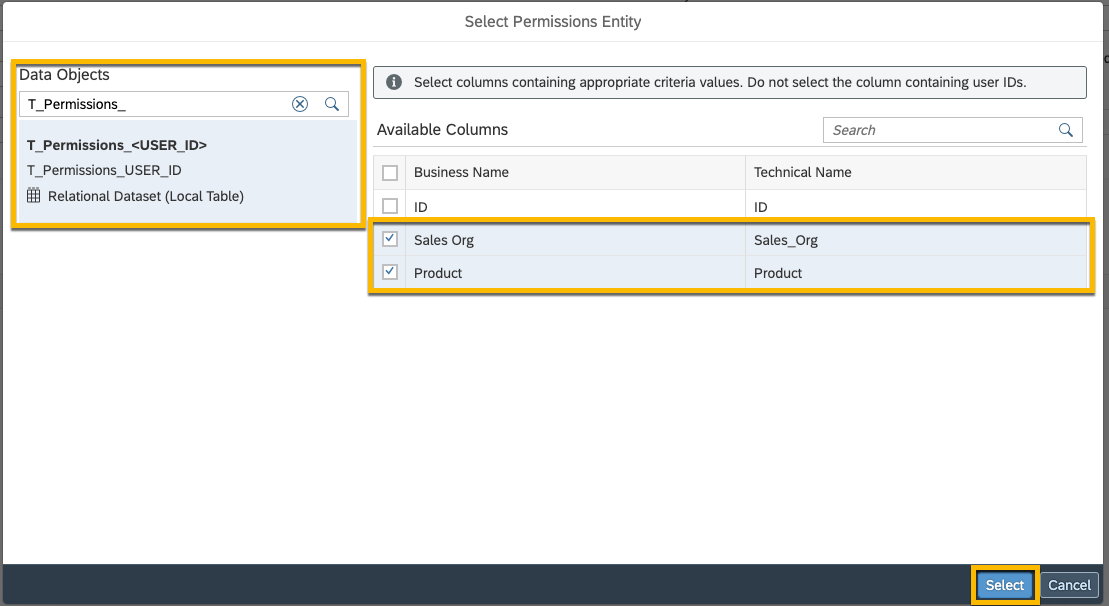 Select Permissions Entity
Data Objects
T_Permissions_
T_Permissions_<USER_ID>
T_Permissions_USER_ID
Relational Dataset (Local Table)
Select columns containing appropriate criteria values. Do not select the column containing user IDs.
Available Columns
Search
Business Name Technical Name
ID ID
Sales Org Sales_Org
Product Product
Select Cancel